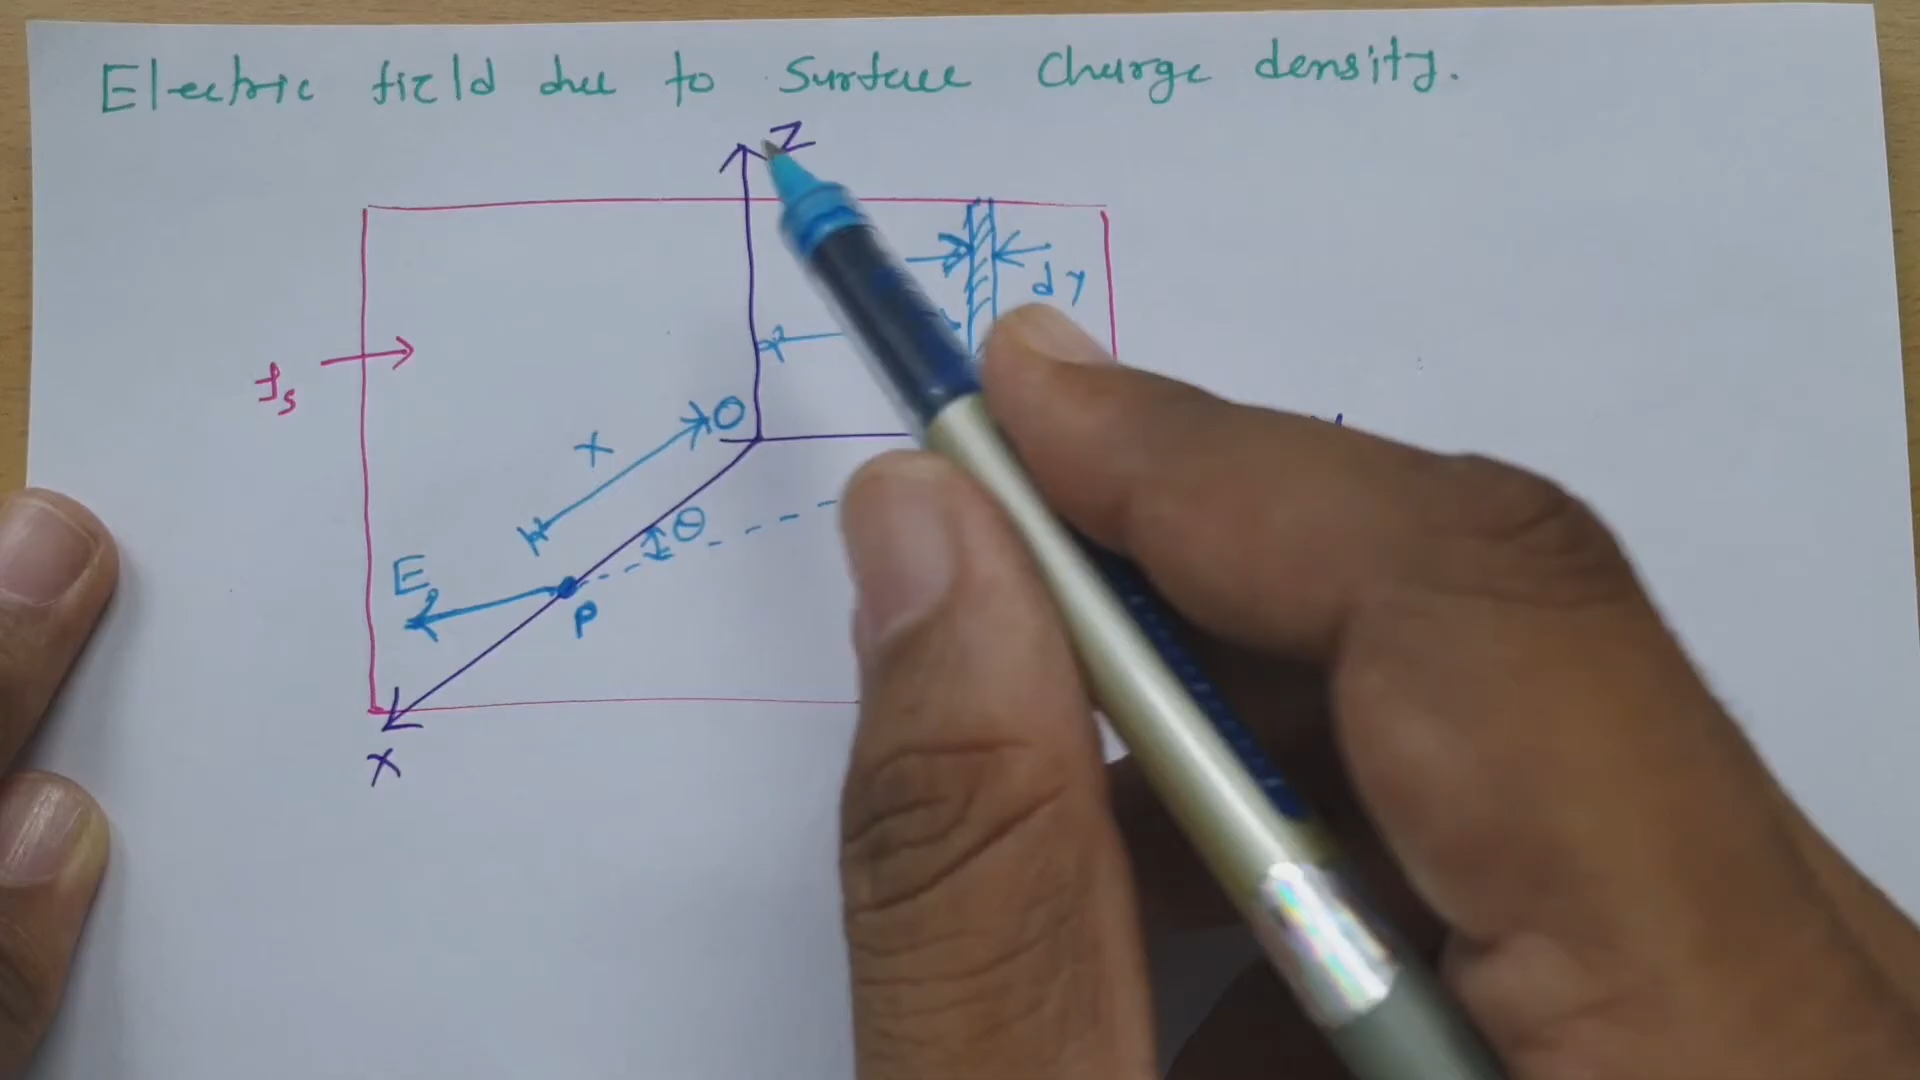 Electric field due to Surface Charge density.
Z
dy
ρs
O
x
θ
E
P
X